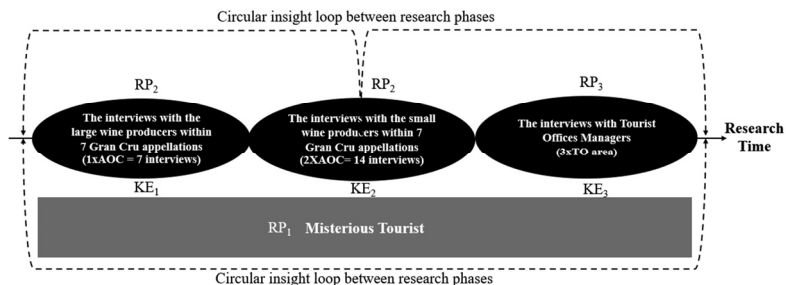 Circular insight loop between research phases
RP2
RP2
RP3
The interviews with the
large wine producers within
7 Gran Cru appellations
(1xAOC = 7 interviews)
The interviews with the small
wine producers within 7
Gran Cru appellations
(2XAOC= 14 interviews)
The interviews with Tourist
Offices Managers
(3xTO area)
Research
Time
KE1
KE2
KE3
RP1 Misterious Tourist
Circular insight loop between research phases